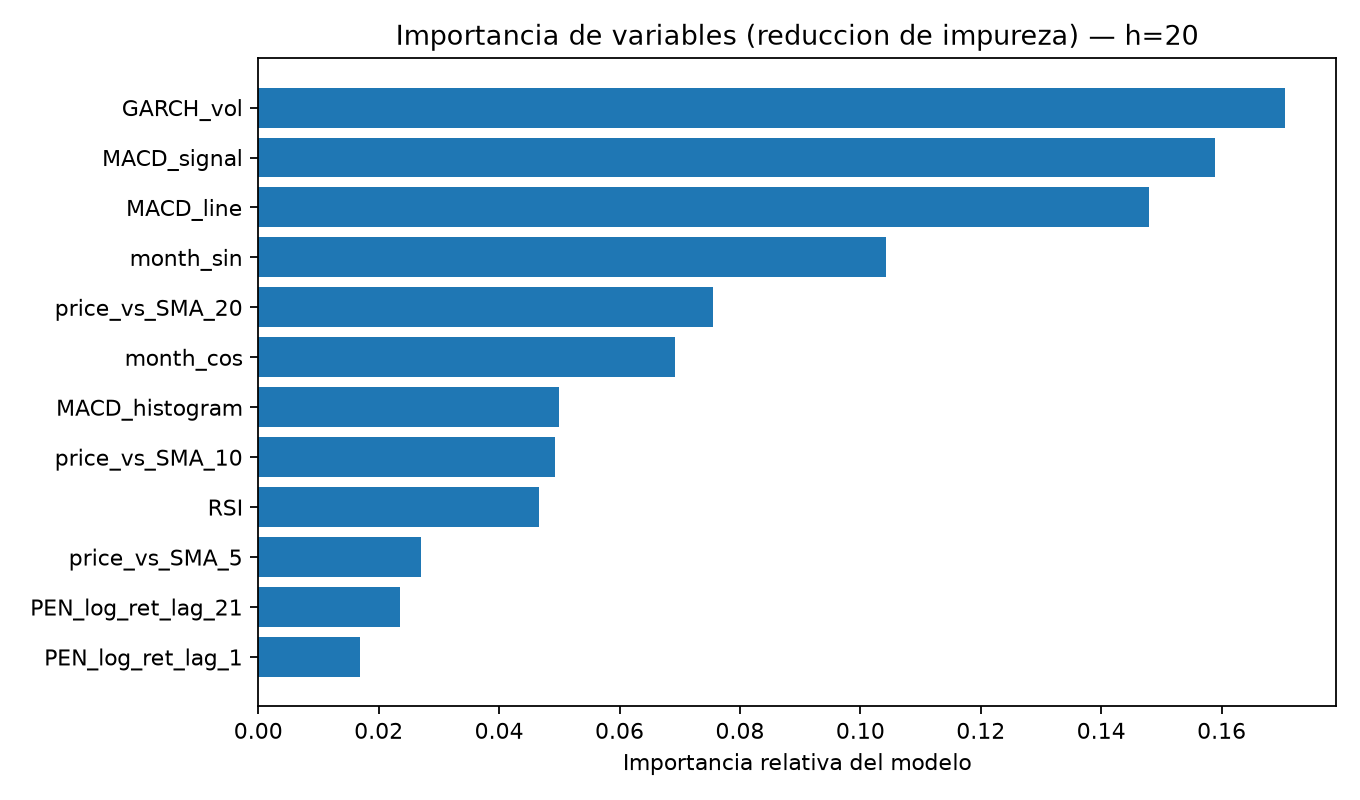 Importancia de variables (reduccion de impureza) — h=20
GARCH_vol
MACD_signal
MACD_line
month_sin
price_vs_SMA_20
month_cos
MACD_histogram
price_vs_SMA_10
RSI
price_vs_SMA_5
PEN_log_ret_lag_21
PEN_log_ret_lag_1
0.00 0.02 0.04 0.06 0.08 0.10 0.12 0.14 0.16
Importancia relativa del modelo